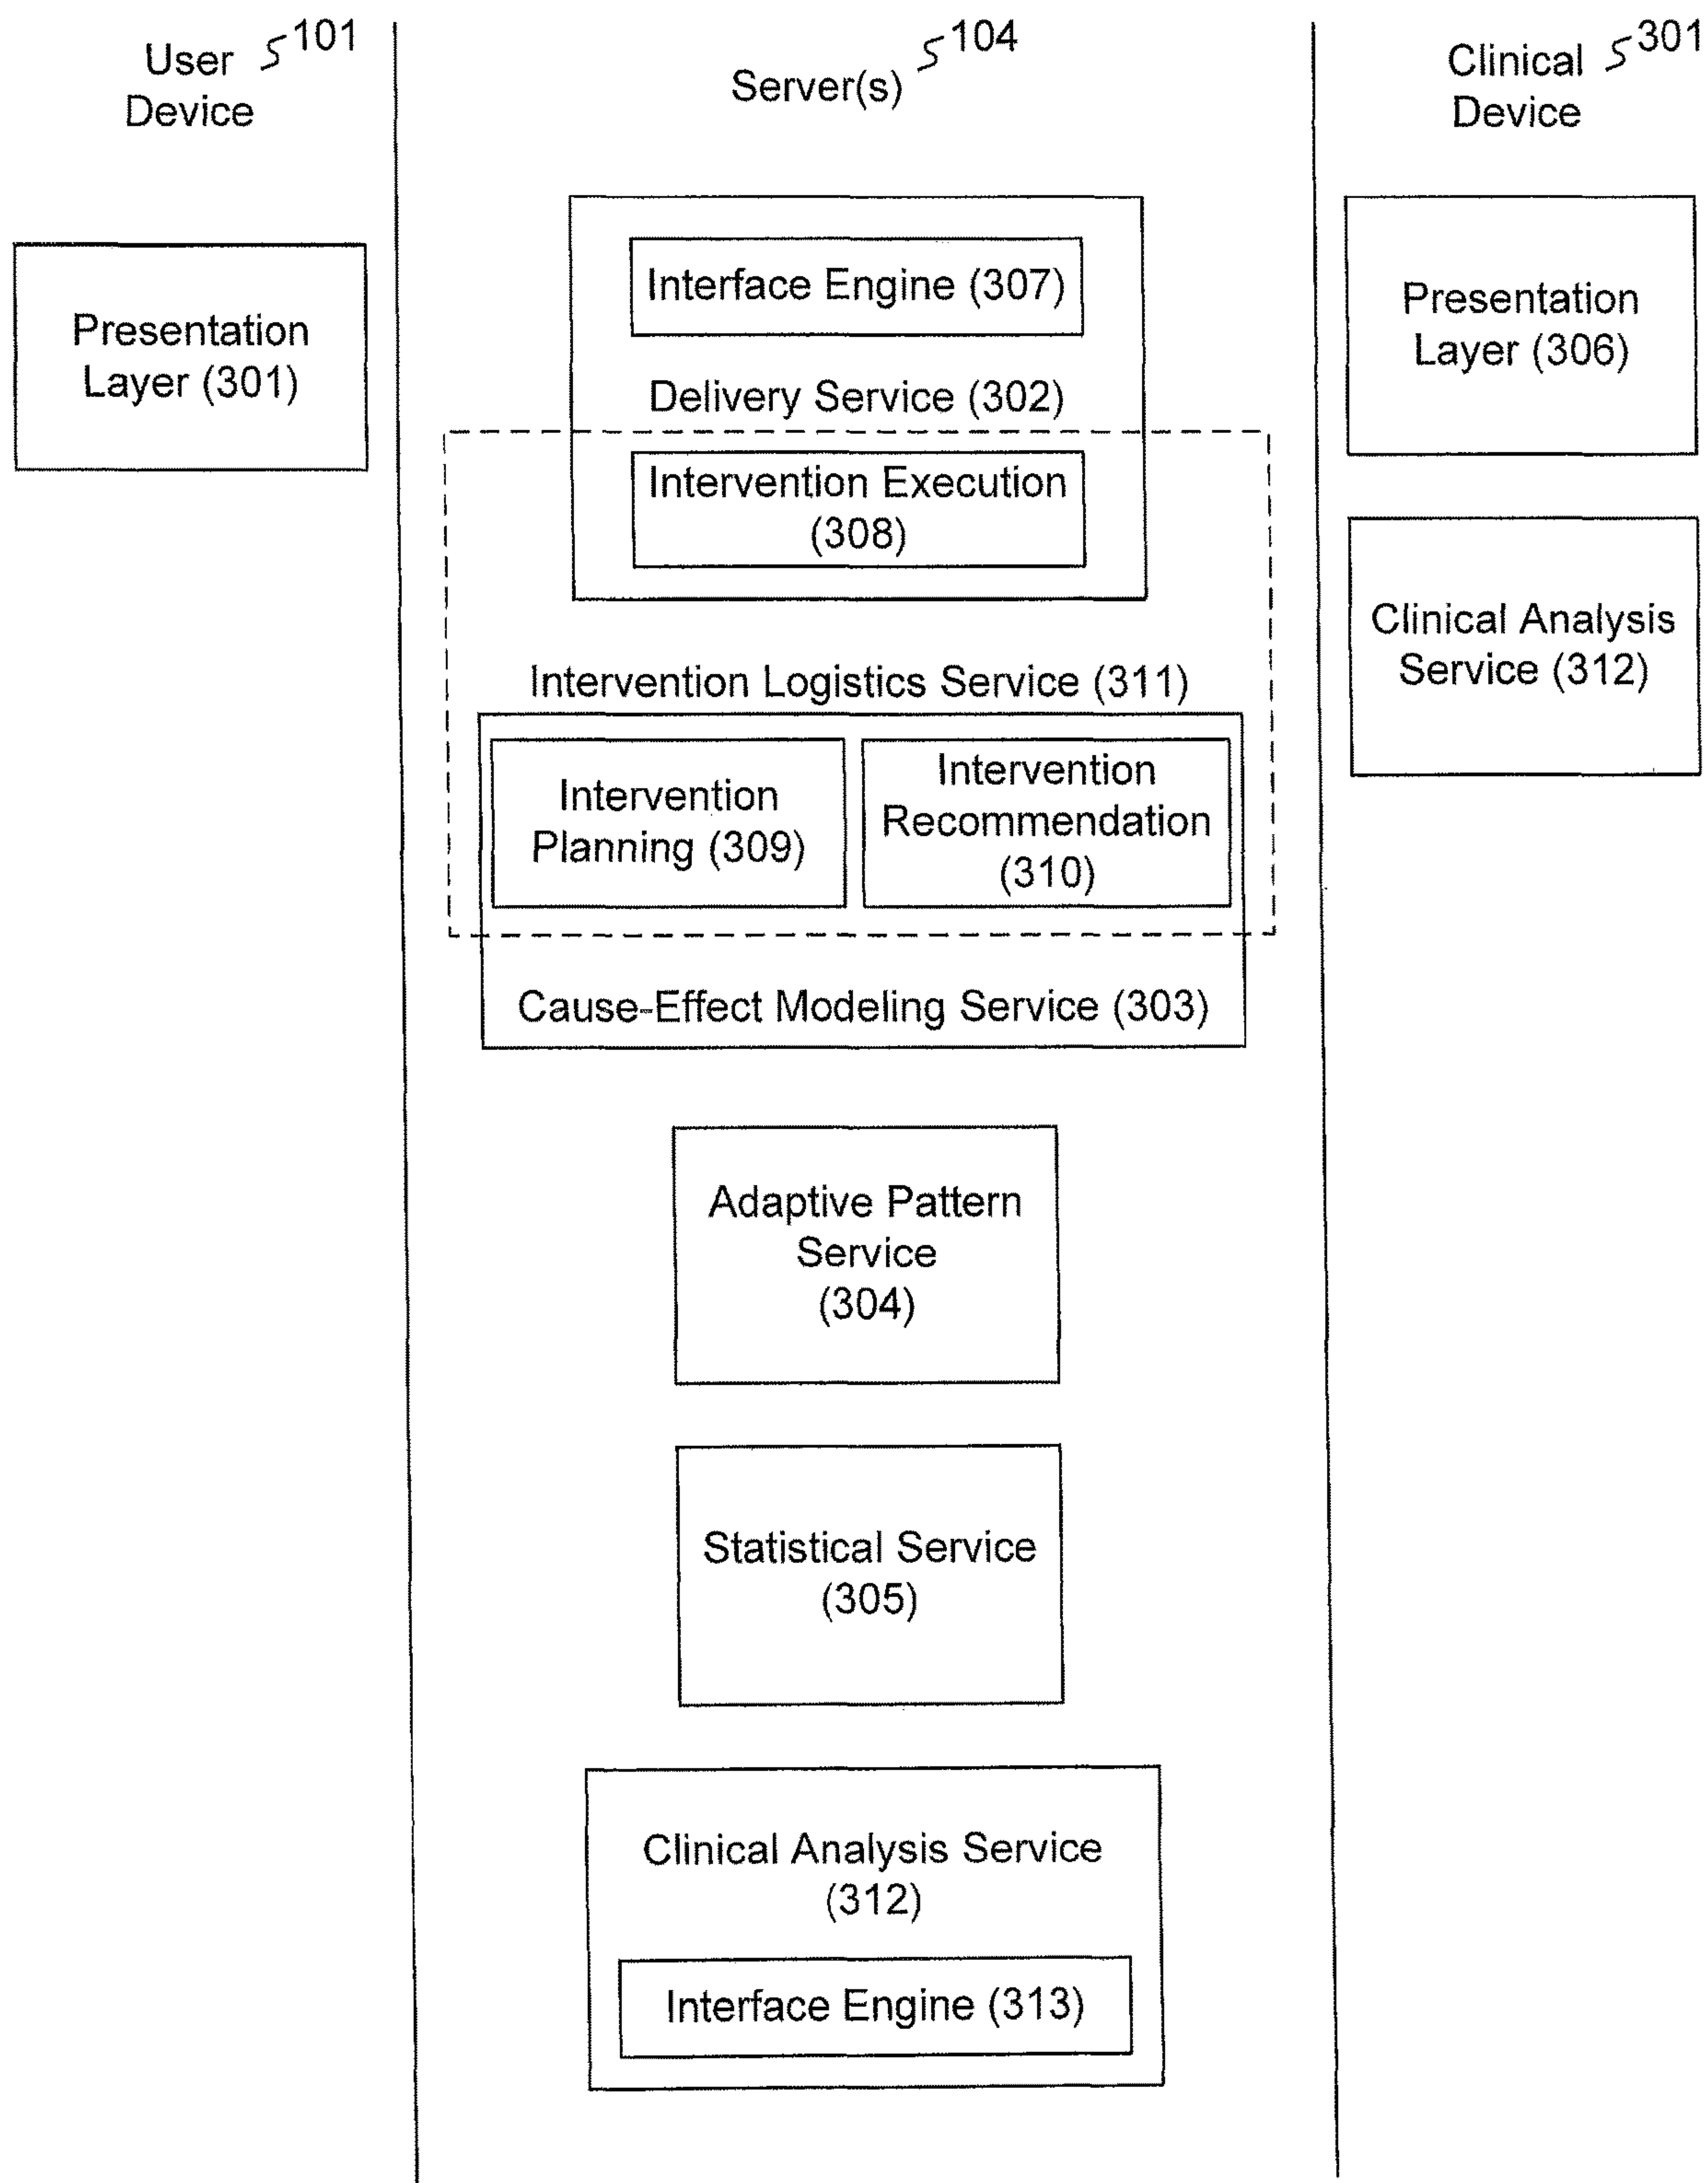 User 101
Device
Presentation
Layer (301)
Server(s) 104
Interface Engine (307)
Delivery Service (302)
Intervention Execution
(308)
Intervention Logistics Service (311)
Intervention
Planning (309)
Intervention
Recommendation
(310)
Cause-Effect Modeling Service (303)
Adaptive Pattern
Service
(304)
Statistical Service
(305)
Clinical Analysis Service
(312)
Interface Engine (313)
Clinical 301
Device
Presentation
Layer (306)
Clinical Analysis
Service (312)